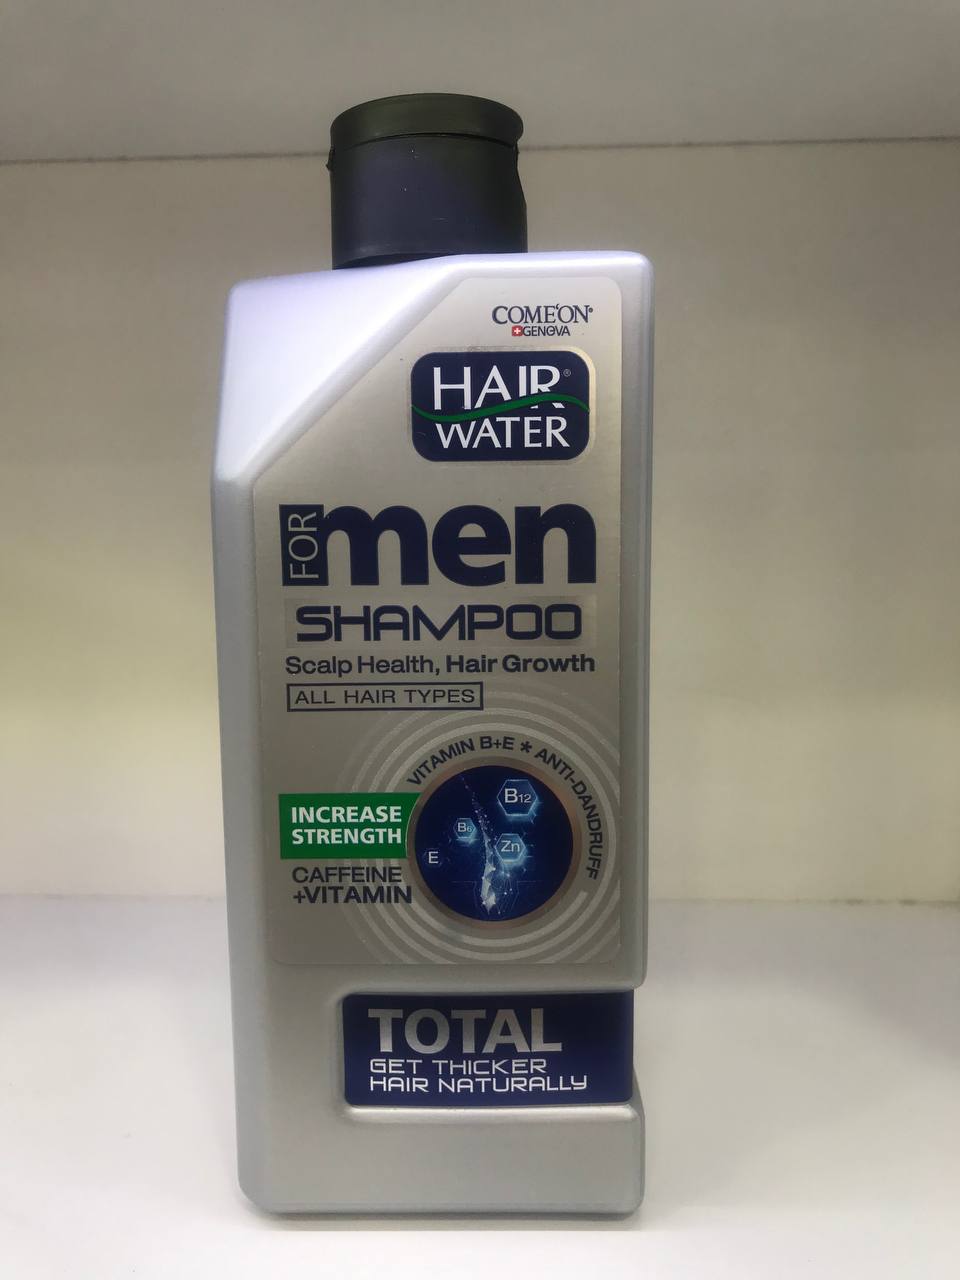 COME'ON®
GENOVA
HAIR®
WATER
FOR men
SHAMPOO
Scalp Health, Hair Growth
ALL HAIR TYPES
VITAMIN B+E * ANTI-DANDRUFF
B12
B6
Zn
E
INCREASE
STRENGTH
CAFFEINE
+VITAMIN
TOTAL
GET THICKER
HAIR NATURALLY